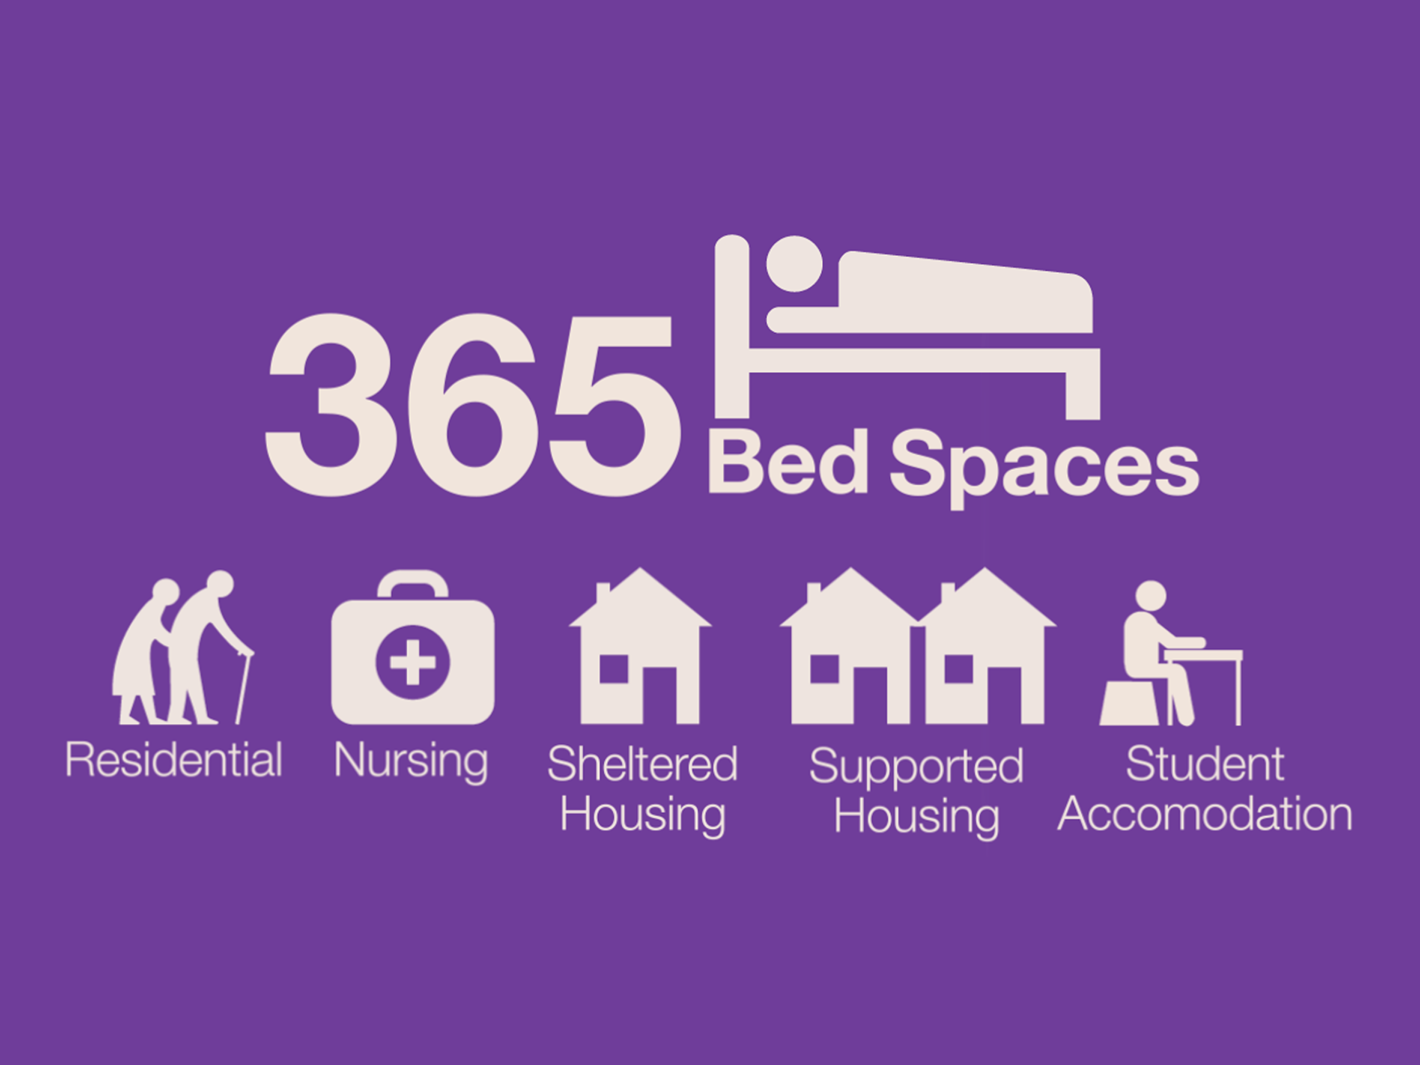 365 Bed Spaces
Residential
Nursing
Sheltered
Housing
Supported
Housing
Student
Accomodation